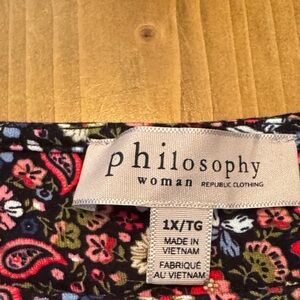 philosophy
woman REPUBLIC CLOTHING
1X/TG
MADE IN
VIETNAM
FABRIQUÉ
AU VIETNAM